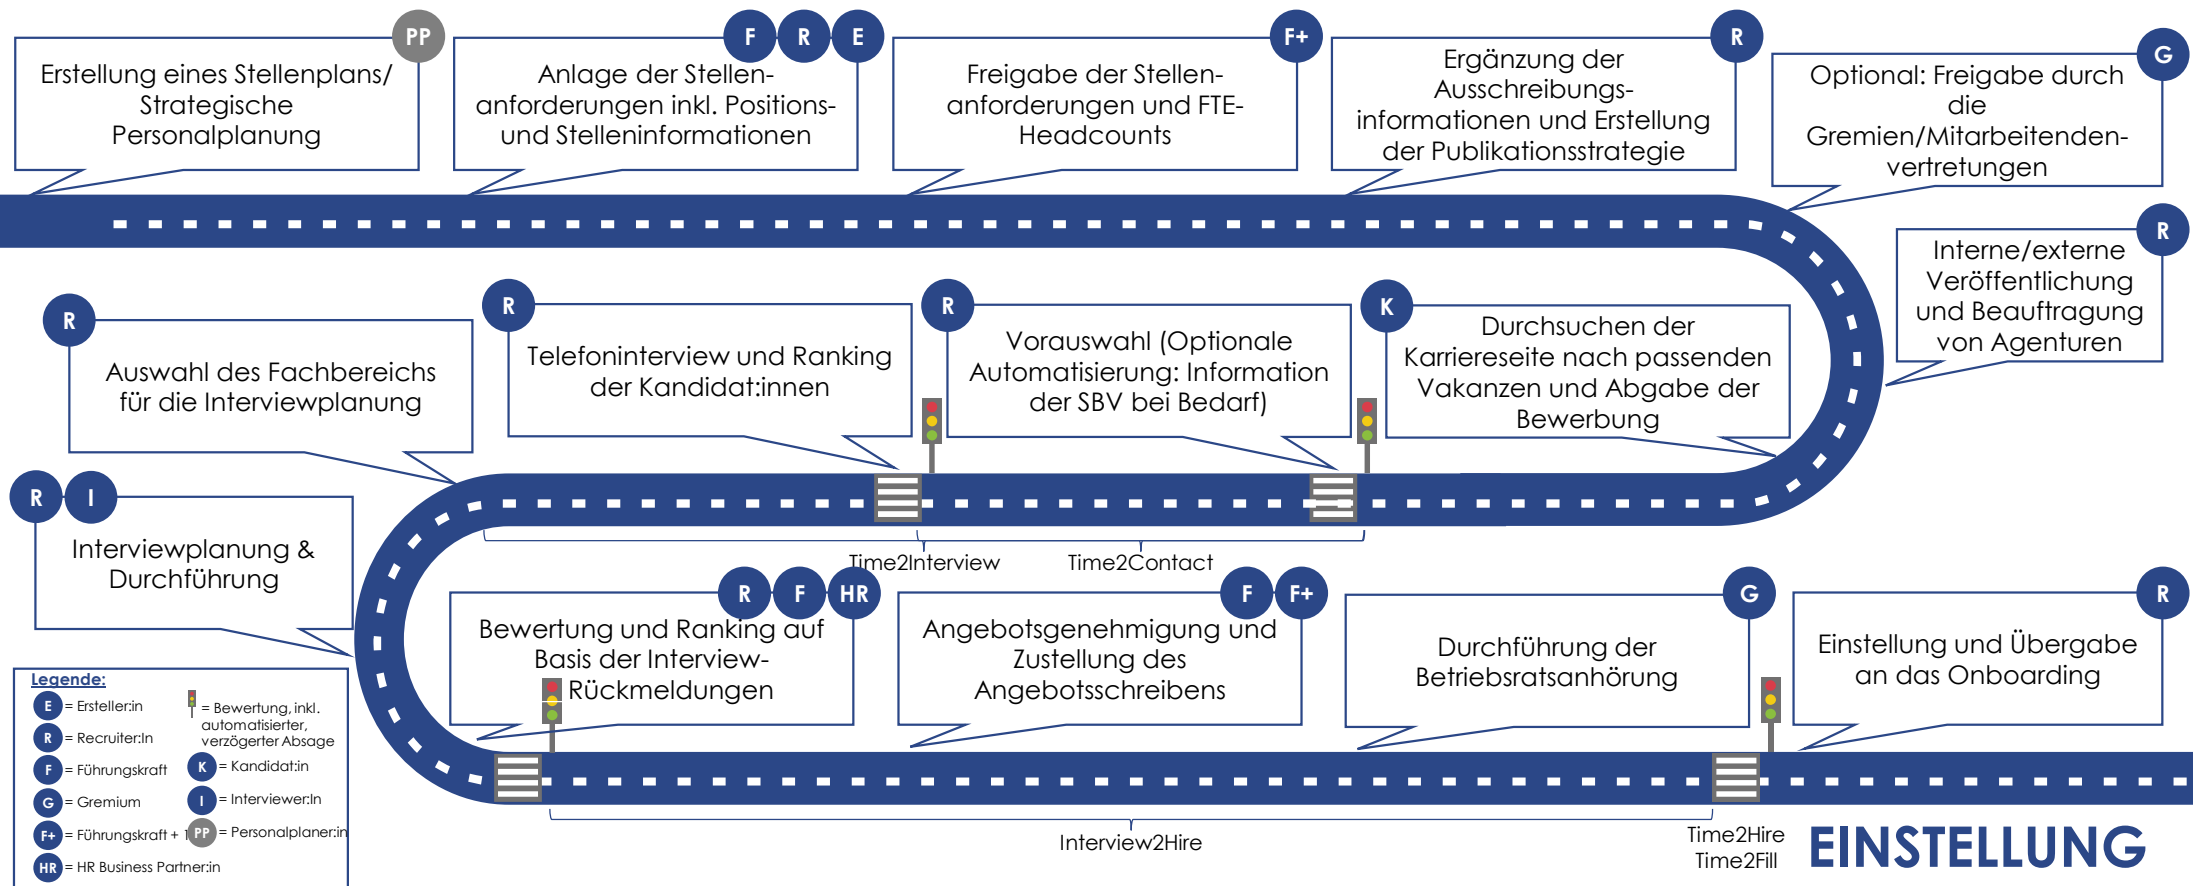 PP
Erstellung eines Stellenplans/
Strategische
Personalplanung
F R E
Anlage der Stellen-
anforderungen inkl. Positions-
und Stelleninformationen
F+
Freigabe der Stellen-
anforderungen und FTE-
Headcounts
R
Ergänzung der
Ausschreibungs-
informationen und Erstellung
der Publikationsstrategie
G
Optional: Freigabe durch
die
Gremien/Mitarbeitenden-
vertretungen
R
Interne/externe
Veröffentlichung
und Beauftragung
von Agenturen
K
Durchsuchen der
Karriereseite nach passenden
Vakanzen und Abgabe der
Bewerbung
R
Vorauswahl (Optionale
Automatisierung: Information
der SBV bei Bedarf)
R
Telefoninterview und Ranking
der Kandidat:innen
R
Auswahl des Fachbereichs
für die Interviewplanung
Time2Interview
Time2Contact
R I
Interviewplanung &
Durchführung
R F HR
Bewertung und Ranking auf
Basis der Interview-
Rückmeldungen
F F+
Angebotsgenehmigung und
Zustellung des
Angebotsschreibens
G
Durchführung der
Betriebsratsanhörung
R
Einstellung und Übergabe
an das Onboarding
Interview2Hire
Time2Hire
Time2Fill
EINSTELLUNG
Legende:
E = Ersteller:in
R = Recruiter:In
F = Führungskraft
G = Gremium
F+ = Führungskraft +
HR = HR Business Partner:in
= Bewertung, inkl.
automatisierter,
verzögerter Absage
K = Kandidat:in
I = Interviewer:In
PP = Personalplaner:in